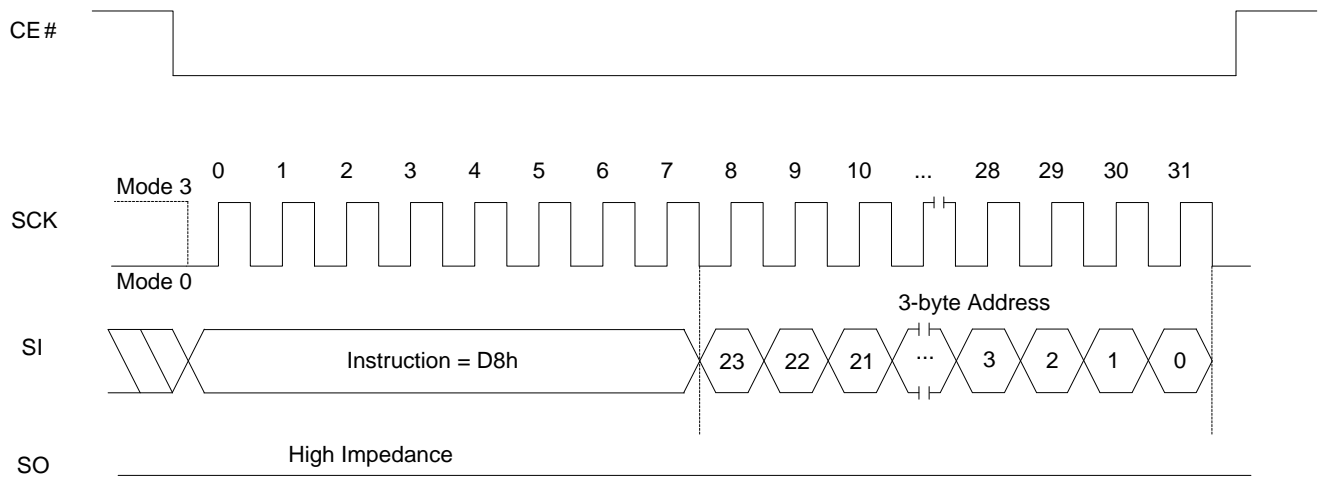 CE#
0 1 2 3 4 5 6 7 8 9 10 ... 28 29 30 31
Mode 3
SCK
Mode 0
3-byte Address
SI
Instruction = D8h
23 22 21 ... 3 2 1 0
High Impedance
SO